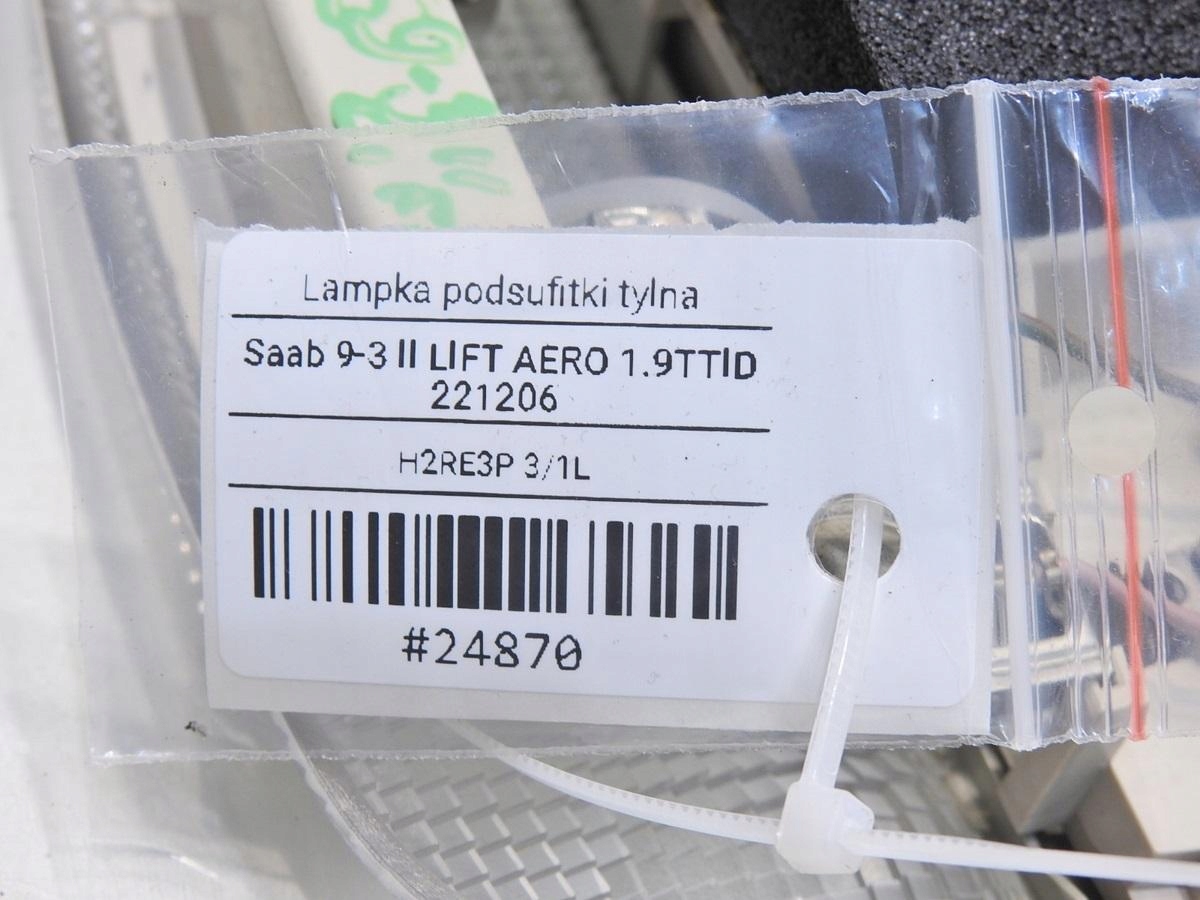 Lampka podsufitki tylna
Saab 9-3 II LIFT AERO 1.9TTID
221206
H2RE3P 3/1L
#24870